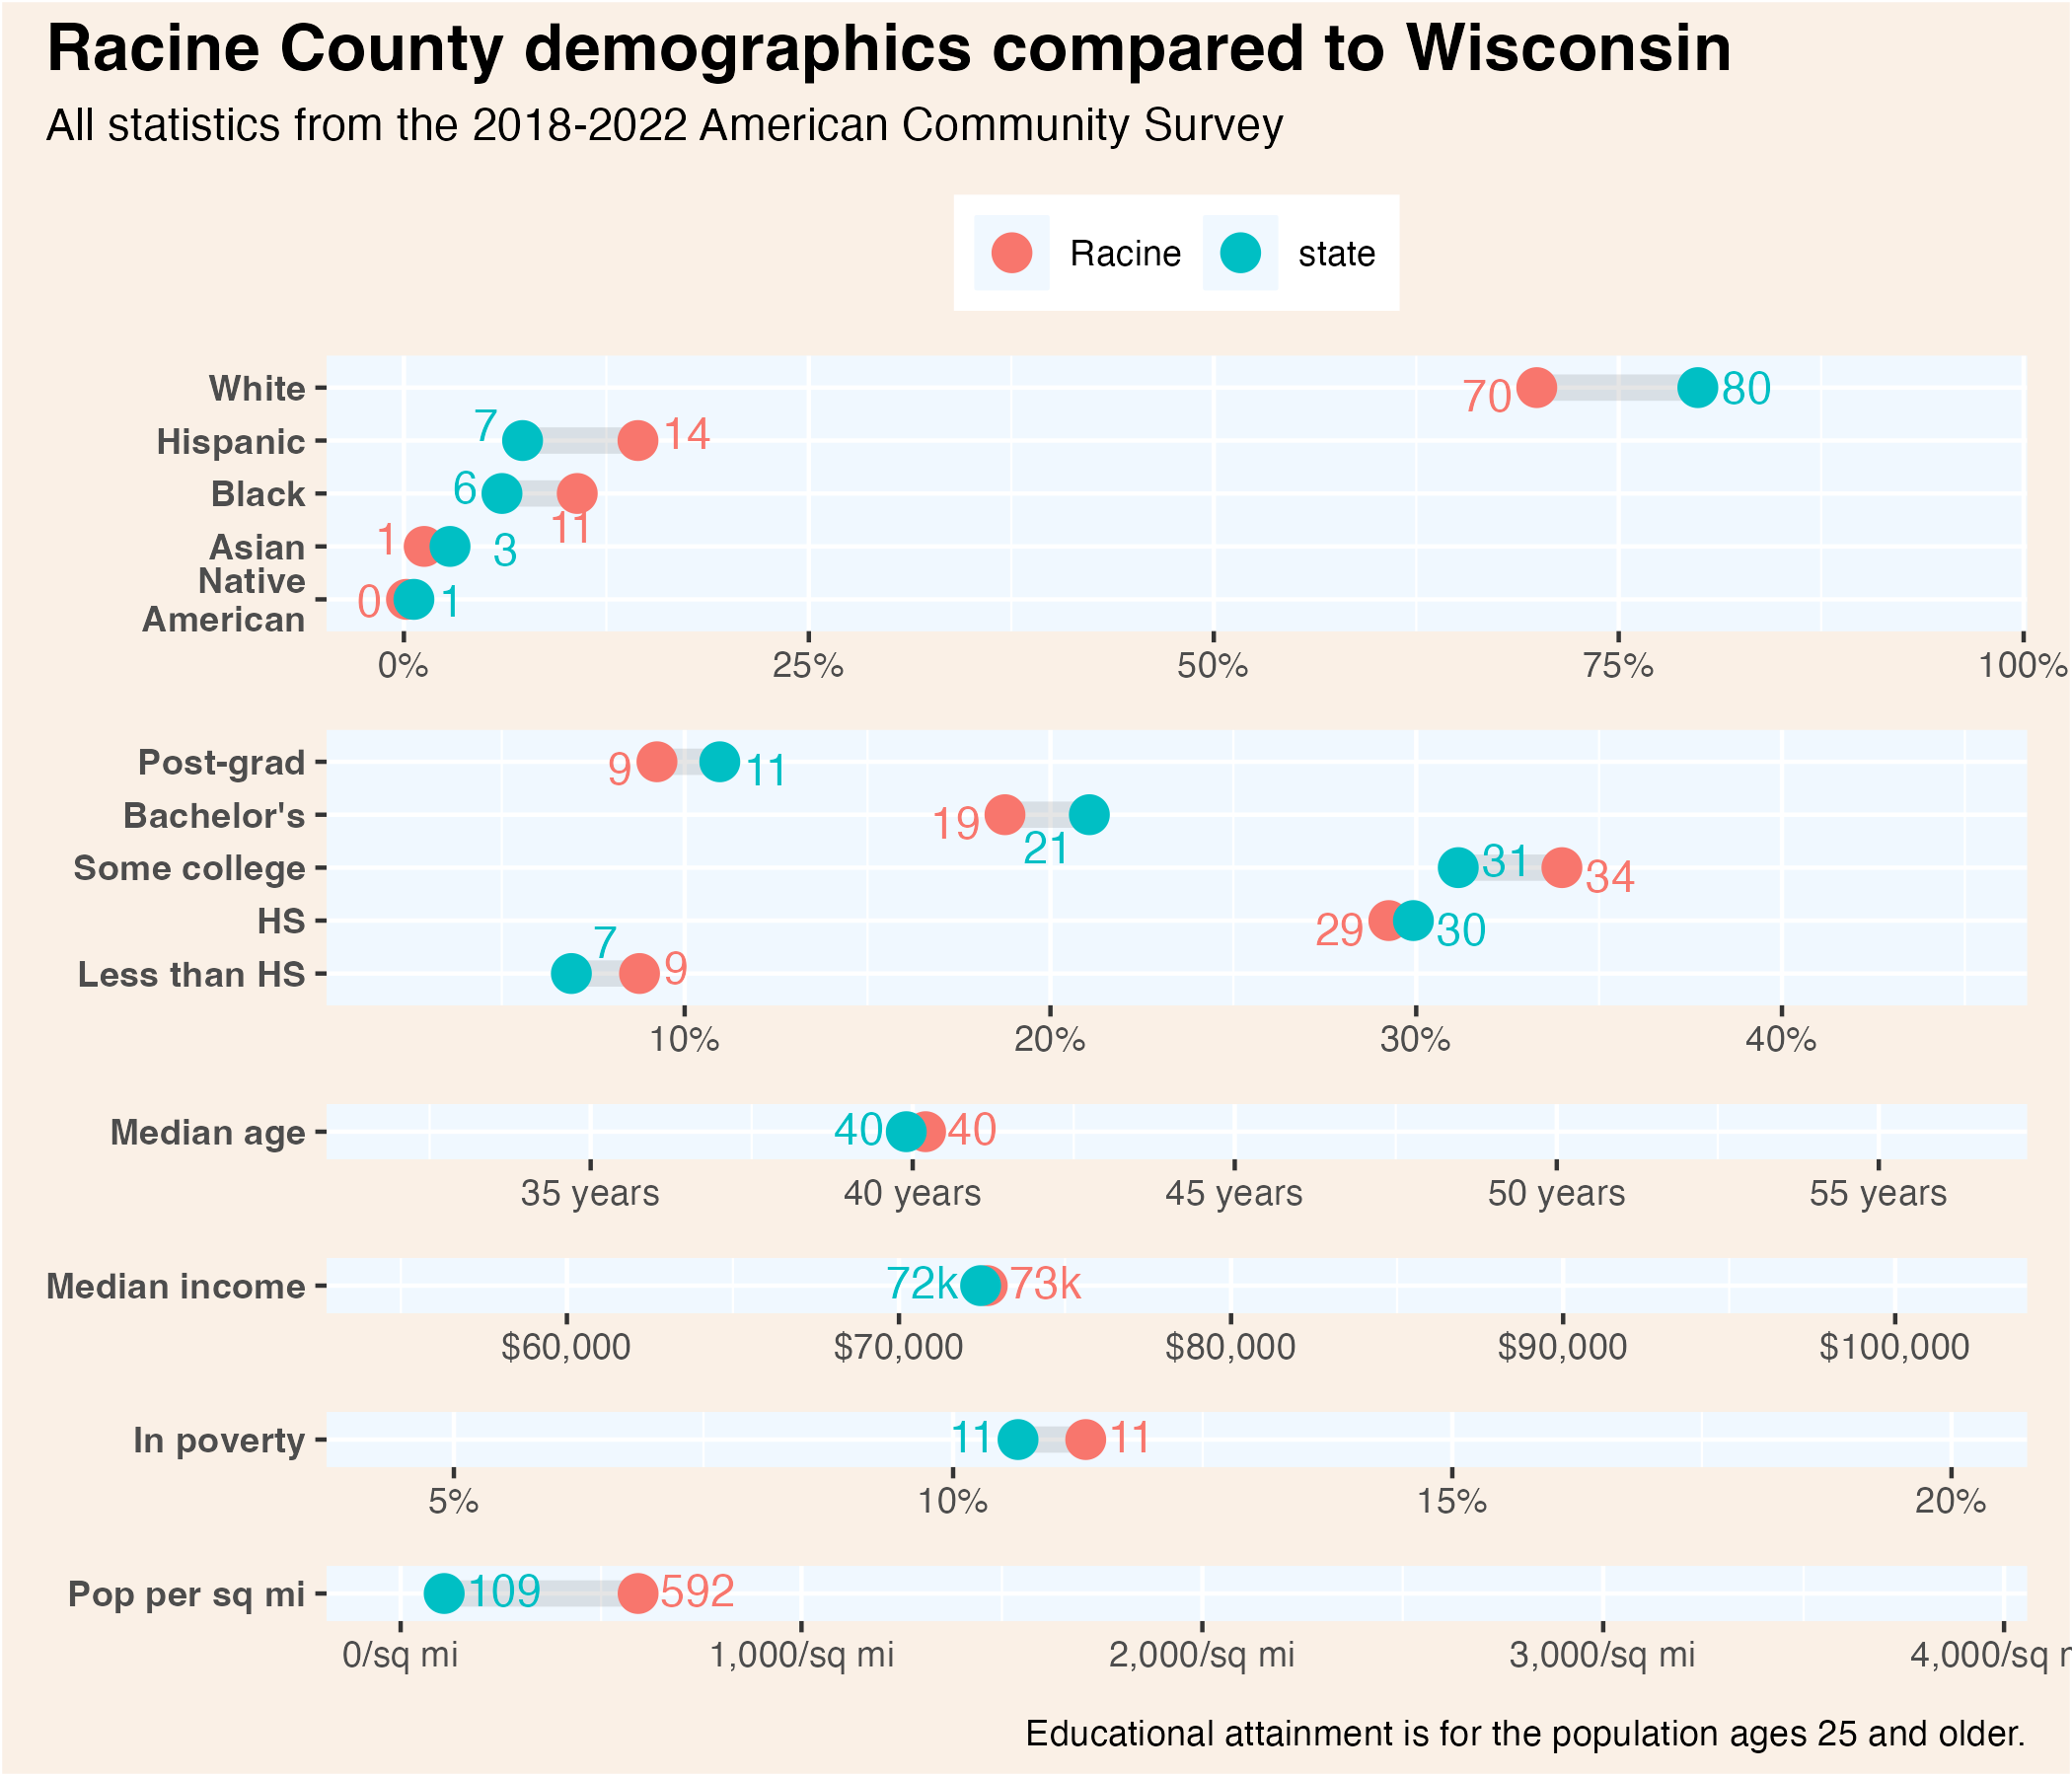 Racine County demographics compared to Wisconsin
All statistics from the 2018-2022 American Community Survey
Racine state
White 70 80
Hispanic 7 14
Black 6 11
Asian 1 3
Native
American 0 1
0% 25% 50% 75% 100%
Post-grad 9 11
Bachelor's 19 21
Some college 31 34
HS 29 30
Less than HS 7 9
10% 20% 30% 40%
Median age 40 40
35 years 40 years 45 years 50 years 55 years
Median income 72k 73k
$60,000 $70,000 $80,000 $90,000 $100,000
In poverty 11 11
5% 10% 15% 20%
Pop per sq mi 109 592
0/sq mi 1,000/sq mi 2,000/sq mi 3,000/sq mi 4,000/sq
Educational attainment is for the population ages 25 and older.